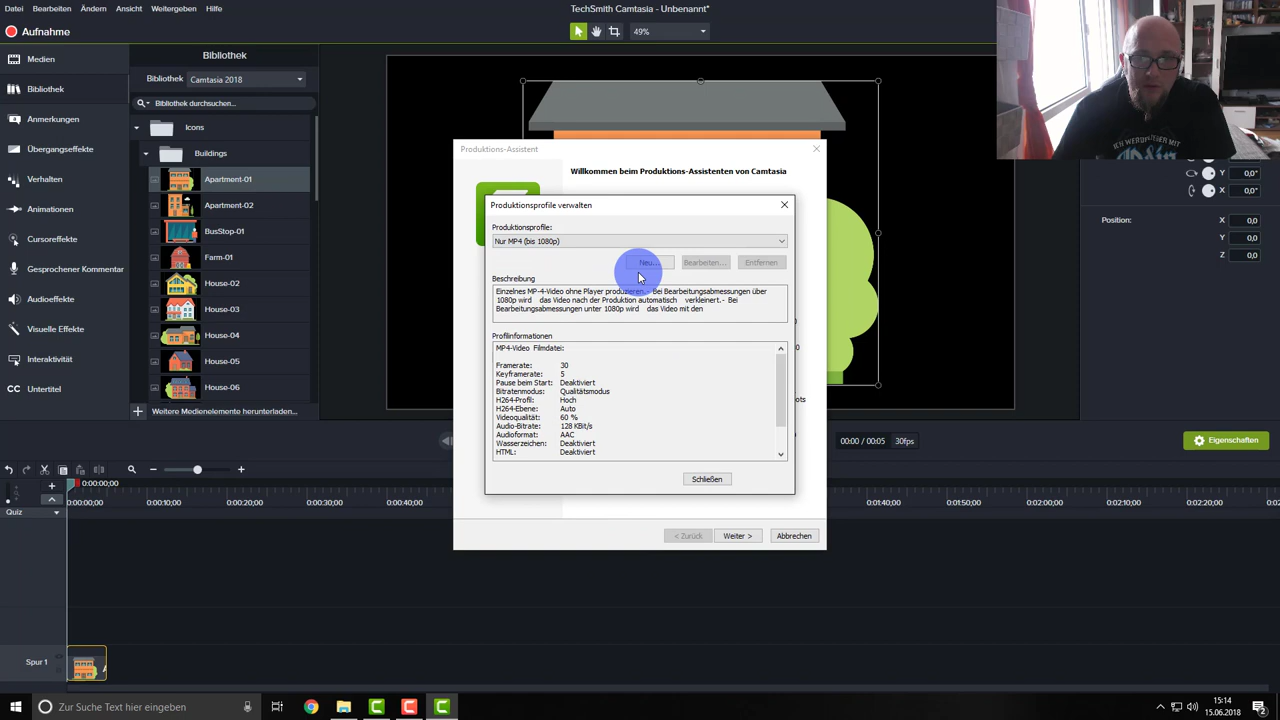 Datei Bearbeiten Ändern Ansicht Weitergeben Hilfe
TechSmith Camtasia - Unbenannt*
Aufnahme
49%
Medien
Bibliothek
Anmerkungen
Übergangseffekte
Verhalten
Animationen
Cursoreffekte
Gesprochener Kommentar
Audioeffekte
Visuelle Effekte
Interaktivität
Untertitel
Bibliothek
Bibliothek Camtasia 2018
Bibliothek durchsuchen...
Icons
Buildings
Apartment-01
Apartment-02
BusStop-01
Farm-01
House-02
House-03
House-04
House-05
House-06
Weitere Medienelemente herunterladen...
Produktions-Assistent
Willkommen beim Produktions-Assistenten von Camtasia
Produktionsprofile verwalten
Produktionsprofile:
Nur MP4 (bis 1080p)
Neu... Bearbeiten... Entfernen
Beschreibung
Einzelnes MP-4-Video ohne Player produzieren.- Bei Bearbeitungsabmessungen über
1080p wird das Video nach der Produktion automatisch verkleinert.- Bei
Bearbeitungsabmessungen unter 1080p wird das Video mit den
Profilinformationen
MP4-Video Filmdatei:
Framerate: 30
Keyframerate: 5
Pause beim Start: Deaktiviert
Bitratenmodus: Qualitätsmodus
H264-Profil: Hoch
H264-Ebene: Auto
Videoqualität: 60 %
Audio-Bitrate: 128 KBit/s
Audioformat: AAC
Wasserzeichen: Deaktiviert
HTML: Deaktiviert
Schließen
< Zurück Weiter > Abbrechen
ots
ICH WERD
Y 0,0°
X 0,0°
Position: X 0,0
Y 0,0
Z 0,0
00:00 / 00:05 30fps
Eigenschaften
0:00:00;00
0:00:00;00 0:00:10;00 0:00:20;00 0:01:40;00 0:01:50;00 0:02:00;00 0:02:10;00 0:02:20;00
Quiz
Spur 1
Zur Suche Text hier eingeben
15:14
15.06.2018
2